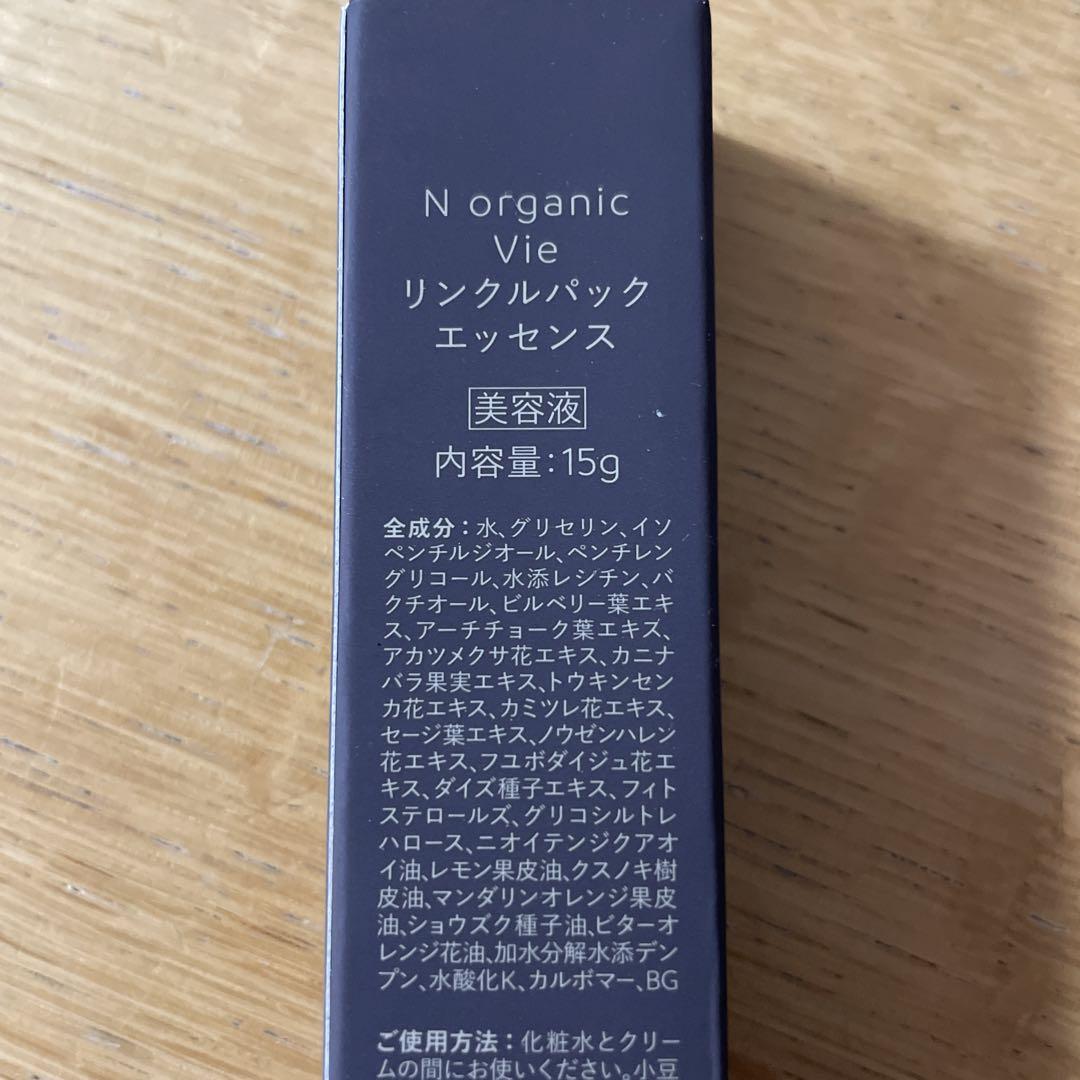 N organic
Vie
リンクルパック
エッセンス
美容液
内容量：15g
全成分：水、グリセリン、イソ
ペンチルジオール、ペンチレン
グリコール、水添レシチン、バ
クチオール、ビルベリー葉エキ
ス、アーチチョーク葉エキス、
アカツメクサ花エキス、カニナ
バラ果実エキス、トウキンセン
カ花エキス、カミツレ花エキス、
セージ葉エキス、ノウゼンハレン
花エキス、フユボダイジュ花エ
キス、ダイズ種子エキス、フィト
ステロールズ、グリコシルトレ
ハロース、ニオイテンジクアオ
イ油、レモン果皮油、クスノキ樹
皮油、マンダリンオレンジ果皮
油、ショウズク種子油、ビターオ
レンジ花油、加水分解水添デン
プン、水酸化K、カルボマー、BG
ご使用方法：化粧水とクリー
ムの間にお使いください。小豆